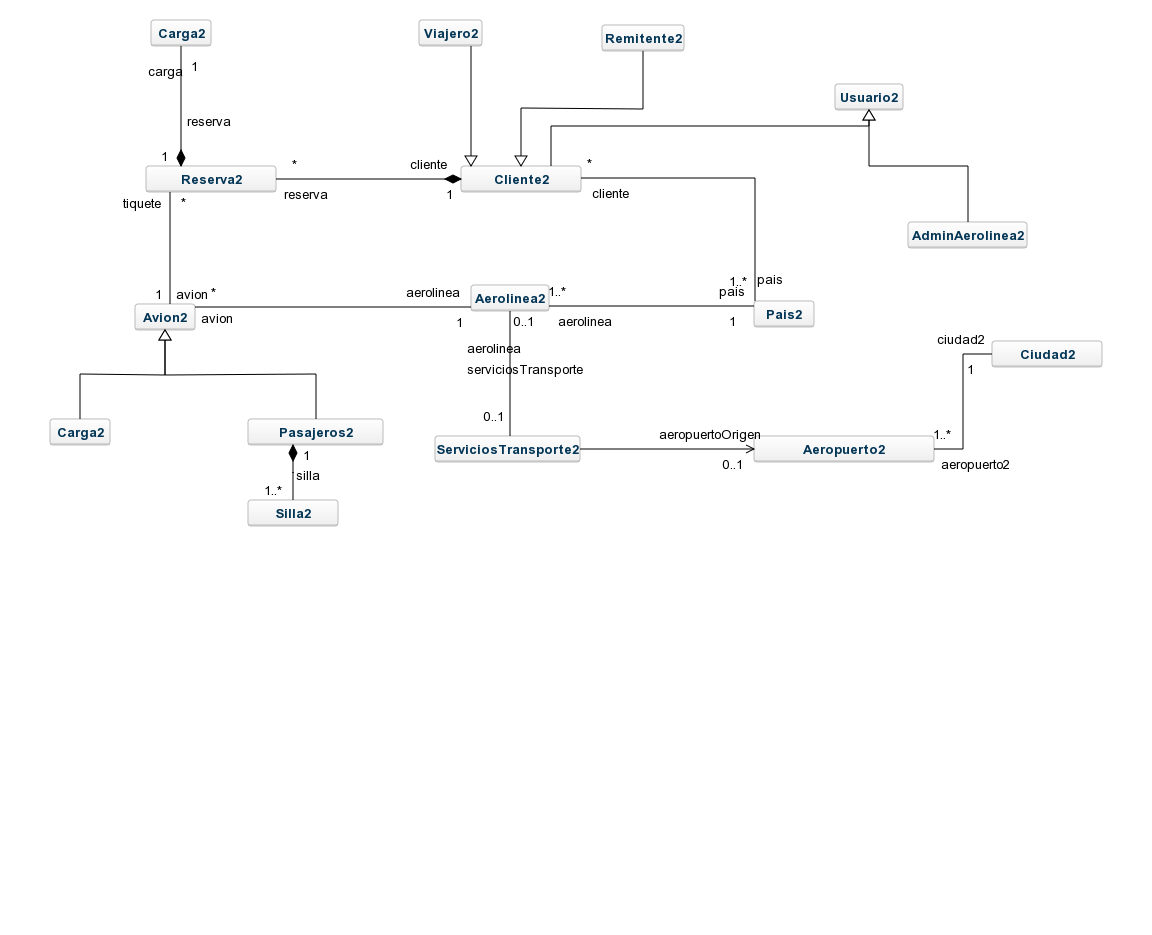 Carga2
Viajero2
Remitente2
carga 1
Usuario2
reserva
1
*
cliente
*
Reserva2
Cliente2
reserva
1
cliente
tiquete *
AdminAerolinea2
1..* pais
1 avion *
aerolinea
Aerolinea2
1..*
pais
Avion2
avion
1
0..1
aerolinea
1
Pais2
aerolinea
ciudad2
Ciudad2
serviciosTransporte
1
0..1
Carga2
Pasajeros2
aeropuertoOrigen
1..*
ServiciosTransporte2
Aeropuerto2
1
0..1
aeropuerto2
silla
1..*
Silla2